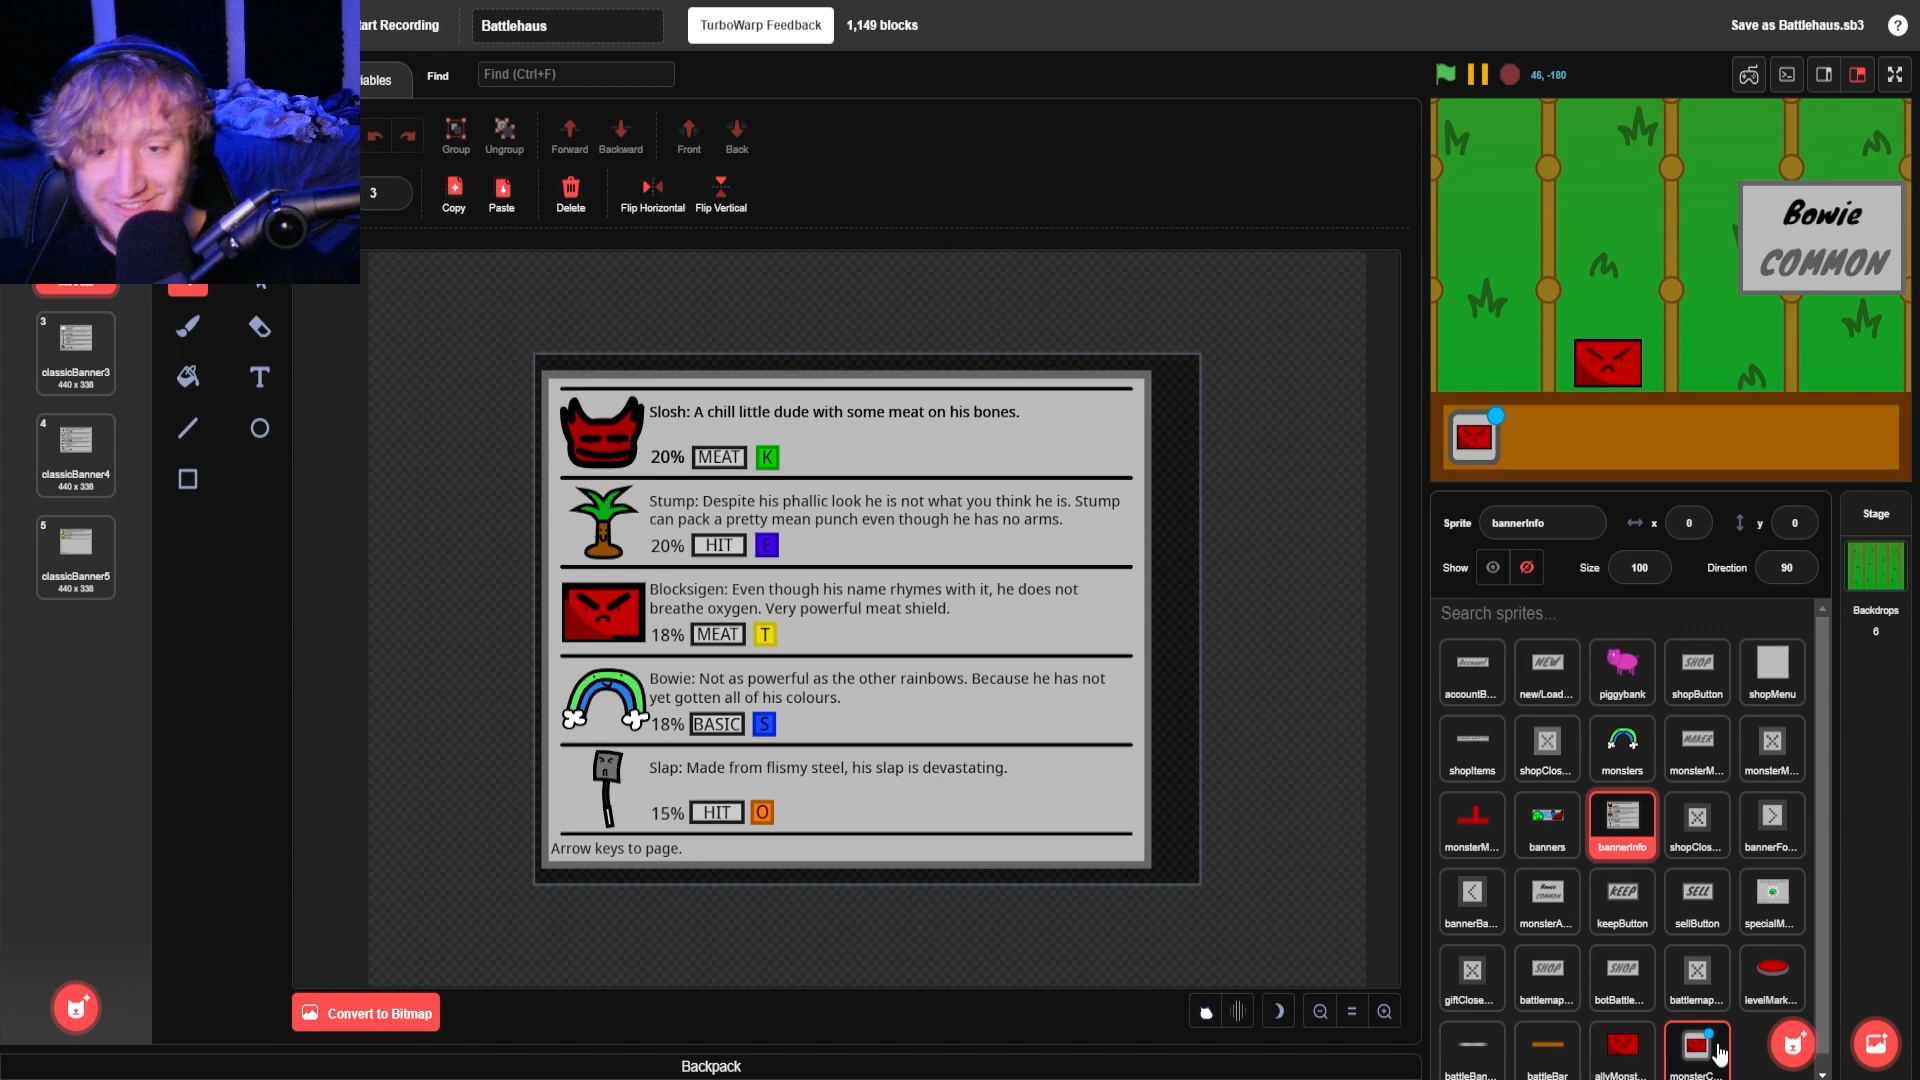 tart Recording
Battlehaus
TurboWarp Feedback
1,149 blocks
Save as Battlehaus.sb3
?
iables
Find
Find (Ctrl+F)
46, -180
Group
Ungroup
Forward
Backward
Front
Back
3
Copy
Paste
Delete
Flip Horizontal
Flip Vertical
Bowie
COMMON
3
classicBanner3
440 x 338
4
classicBanner4
440 x 338
5
classicBanner5
440 x 338
T
Slosh: A chill little dude with some meat on his bones.
20% MEAT K
Stump: Despite his phallic look he is not what you think he is. Stump
can pack a pretty mean punch even though he has no arms.
20% HIT E
Blocksigen: Even though his name rhymes with it, he does not
breathe oxygen. Very powerful meat shield.
18% MEAT T
Bowie: Not as powerful as the other rainbows. Because he has not
yet gotten all of his colours.
18% BASIC S
Slap: Made from flismy steel, his slap is devastating.
15% HIT O
Arrow keys to page.
Convert to Bitmap
Backpack
Sprite
bannerInfo
x
0
y
0
Show
Size
100
Direction
90
Stage
Backdrops
6
Search sprites...
Account
accountB...
NEW
new/Load...
piggybank
SHOP
shopButton
shopMenu
shopItems
shopClos...
monsters
MAKER
monsterM...
monsterM...
monsterM...
banners
bannerInfo
shopClos...
bannerFo...
bannerBa...
Bowie
COMMON
monsterA...
KEEP
keepButton
SELL
sellButton
specialM...
giftClose...
SHOP
battlemap...
SHOP
botBattle...
battlemap...
levelMark...
battleBan...
battleBar
allyMonst...
monsterC...